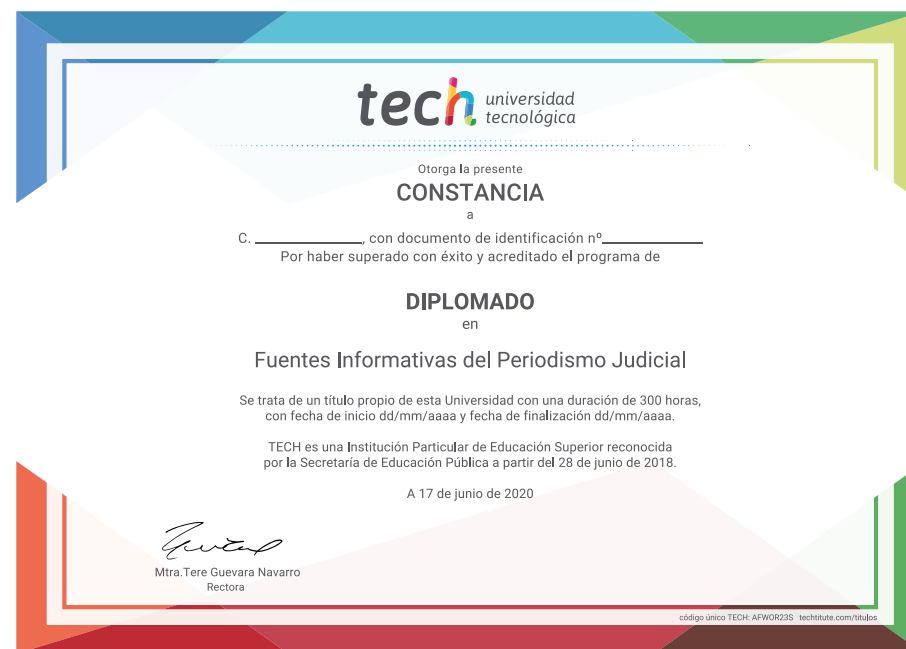 tech universidad
tecnológica
Otorga la presente
CONSTANCIA
a
C. ____________, con documento de identificación nº____________
Por haber superado con éxito y acreditado el programa de
DIPLOMADO
en
Fuentes Informativas del Periodismo Judicial
Se trata de un título propio de esta Universidad con una duración de 300 horas,
con fecha de inicio dd/mm/aaaa y fecha de finalización dd/mm/aaaa.
TECH es una Institución Particular de Educación Superior reconocida
por la Secretaría de Educación Pública a partir del 28 de junio de 2018.
A 17 de junio de 2020
Mtra.Tere Guevara Navarro
Rectora
código único TECH: AFWOR23S techtitute.com/titulos